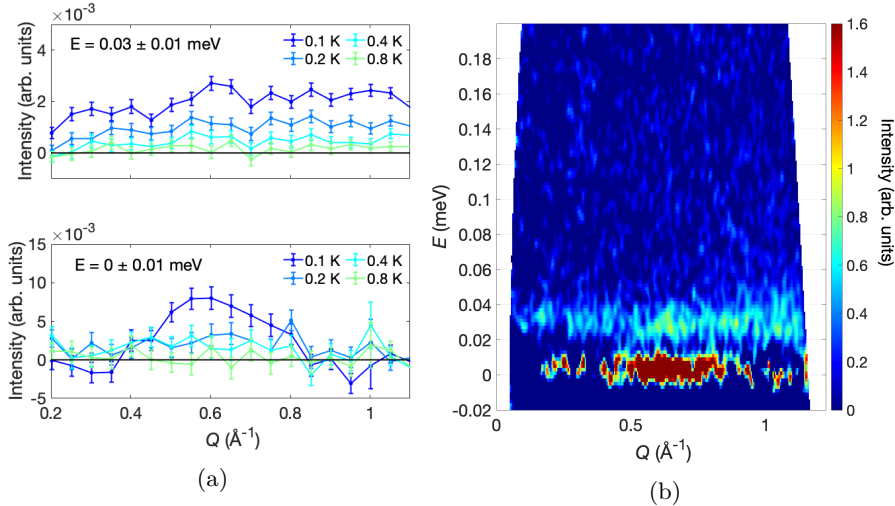 ×10⁻³
E = 0.03 ± 0.01 meV
0.1 K
0.4 K
0.2 K
0.8 K
Intensity (arb. units)
4
2
0
×10⁻³
E = 0 ± 0.01 meV
0.1 K
0.4 K
0.2 K
0.8 K
Intensity (arb. units)
15
10
5
0
-5
0.2
0.4
0.6
0.8
1
Q (Å⁻¹)
(a)
E (meV)
0.18
0.16
0.14
0.12
0.1
0.08
0.06
0.04
0.02
0
-0.02
0.5
1
Q (Å⁻¹)
1.6
1.4
1.2
1
0.8
0.6
0.4
0.2
0
Intensity (arb. units)
(b)